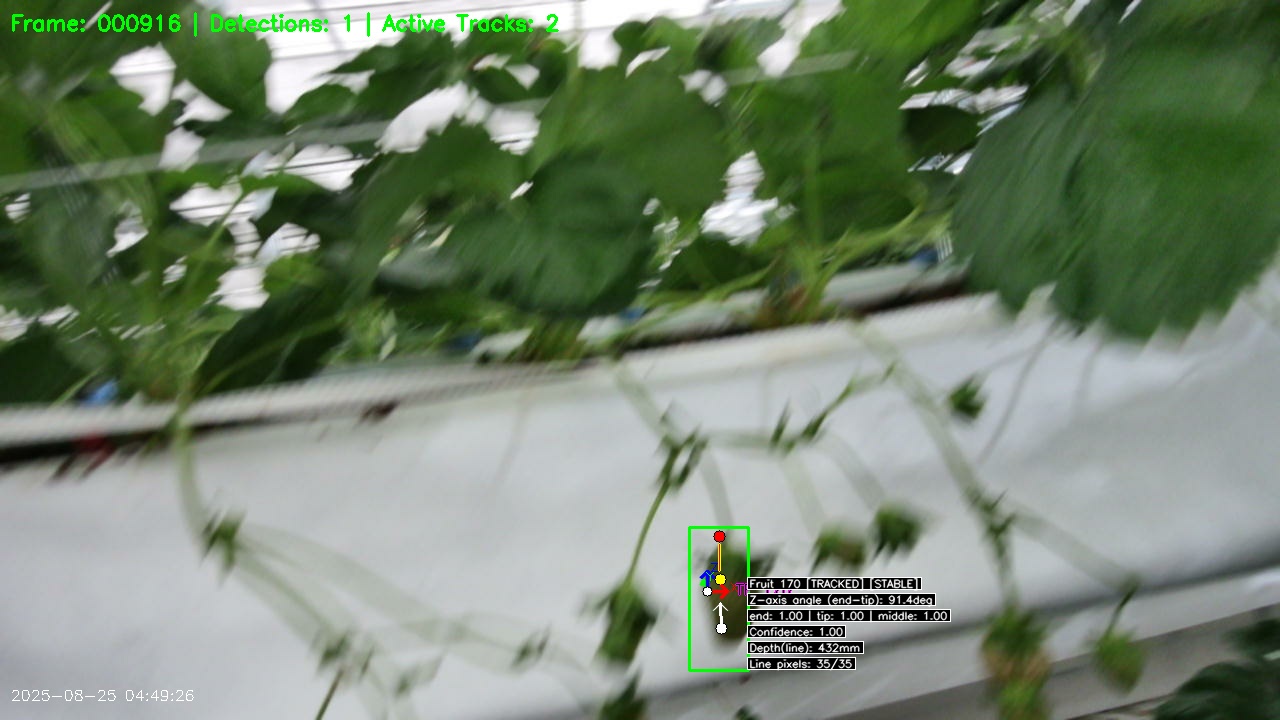 Frame: 000916 | Detections: 1 | Active Tracks: 2
Fruit 170 [TRACKED] [STABLE]
Z-axis angle (end-tip): 91.4deg
end: 1.00 | tip: 1.00 | middle: 1.00
Confidence: 1.00
Depth(line): 432mm
Line pixels: 35/35
2025-08-25 04:49:26